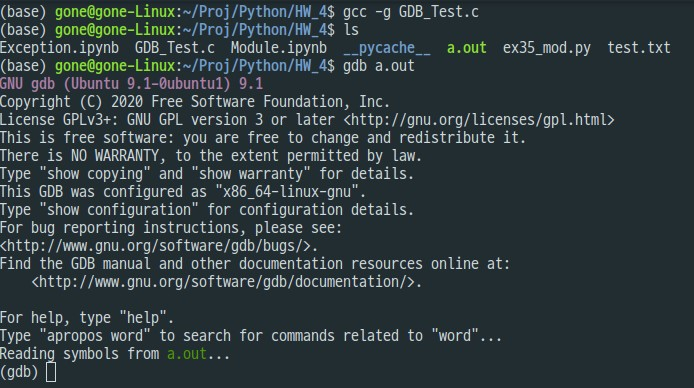 (base) gone@gone-Linux:~/Proj/Python/HW_4$ gcc -g GDB_Test.c
(base) gone@gone-Linux:~/Proj/Python/HW_4$ ls
Exception.ipynb  GDB_Test.c  Module.ipynb  __pycache__  a.out  ex35_mod.py  test.txt
(base) gone@gone-Linux:~/Proj/Python/HW_4$ gdb a.out
GNU gdb (Ubuntu 9.1-0ubuntu1) 9.1
Copyright (C) 2020 Free Software Foundation, Inc.
License GPLv3+: GNU GPL version 3 or later <http://gnu.org/licenses/gpl.html>
This is free software: you are free to change and redistribute it.
There is NO WARRANTY, to the extent permitted by law.
Type "show copying" and "show warranty" for details.
This GDB was configured as "x86_64-linux-gnu".
Type "show configuration" for configuration details.
For bug reporting instructions, please see:
<http://www.gnu.org/software/gdb/bugs/>.
Find the GDB manual and other documentation resources online at:
    <http://www.gnu.org/software/gdb/documentation/>.

For help, type "help".
Type "apropos word" to search for commands related to "word"...
Reading symbols from a.out...
(gdb)